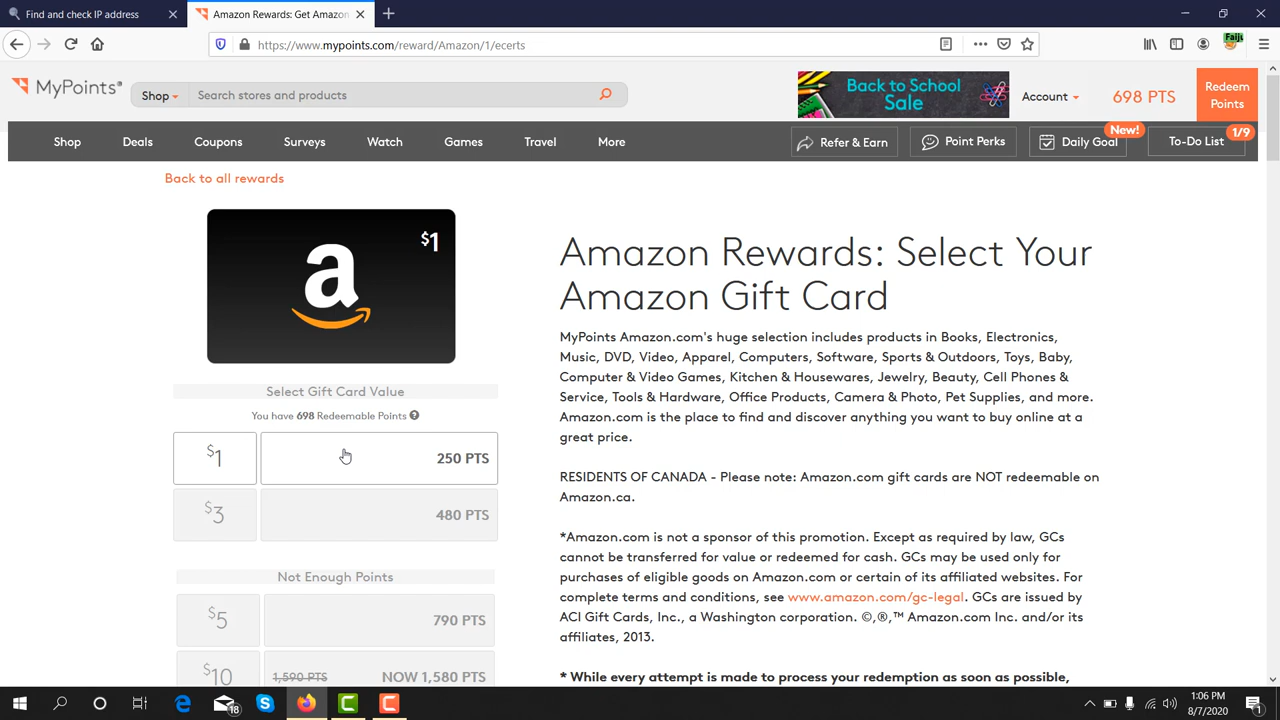 Find and check IP address
Amazon Rewards: Get Amazon
https://www.mypoints.com/reward/Amazon/1/ecerts
Faiju
MyPoints®
Shop
Search stores and products
Back to School
Sale
Account
698 PTS
Redeem
Points
Shop
Deals
Coupons
Surveys
Watch
Games
Travel
More
Refer & Earn
Point Perks
Daily Goal
New!
To-Do List
1/9
Back to all rewards
$1
a
Amazon Rewards: Select Your
Amazon Gift Card
MyPoints Amazon.com's huge selection includes products in Books, Electronics,
Music, DVD, Video, Apparel, Computers, Software, Sports & Outdoors, Toys, Baby,
Computer & Video Games, Kitchen & Housewares, Jewelry, Beauty, Cell Phones &
Service, Tools & Hardware, Office Products, Camera & Photo, Pet Supplies, and more.
Amazon.com is the place to find and discover anything you want to buy online at a
great price.
RESIDENTS OF CANADA - Please note: Amazon.com gift cards are NOT redeemable on
Amazon.ca.
*Amazon.com is not a sponsor of this promotion. Except as required by law, GCs
cannot be transferred for value or redeemed for cash. GCs may be used only for
purchases of eligible goods on Amazon.com or certain of its affiliated websites. For
complete terms and conditions, see www.amazon.com/gc-legal. GCs are issued by
ACI Gift Cards, Inc., a Washington corporation. ©,®,™ Amazon.com Inc. and/or its
affiliates, 2013.
* While every attempt is made to process your redemption as soon as possible,
Select Gift Card Value
You have 698 Redeemable Points
$1
250 PTS
$3
480 PTS
Not Enough Points
$5
790 PTS
$10
1,590 PTS
NOW 1,580 PTS
18
1:06 PM
8/7/2020
1